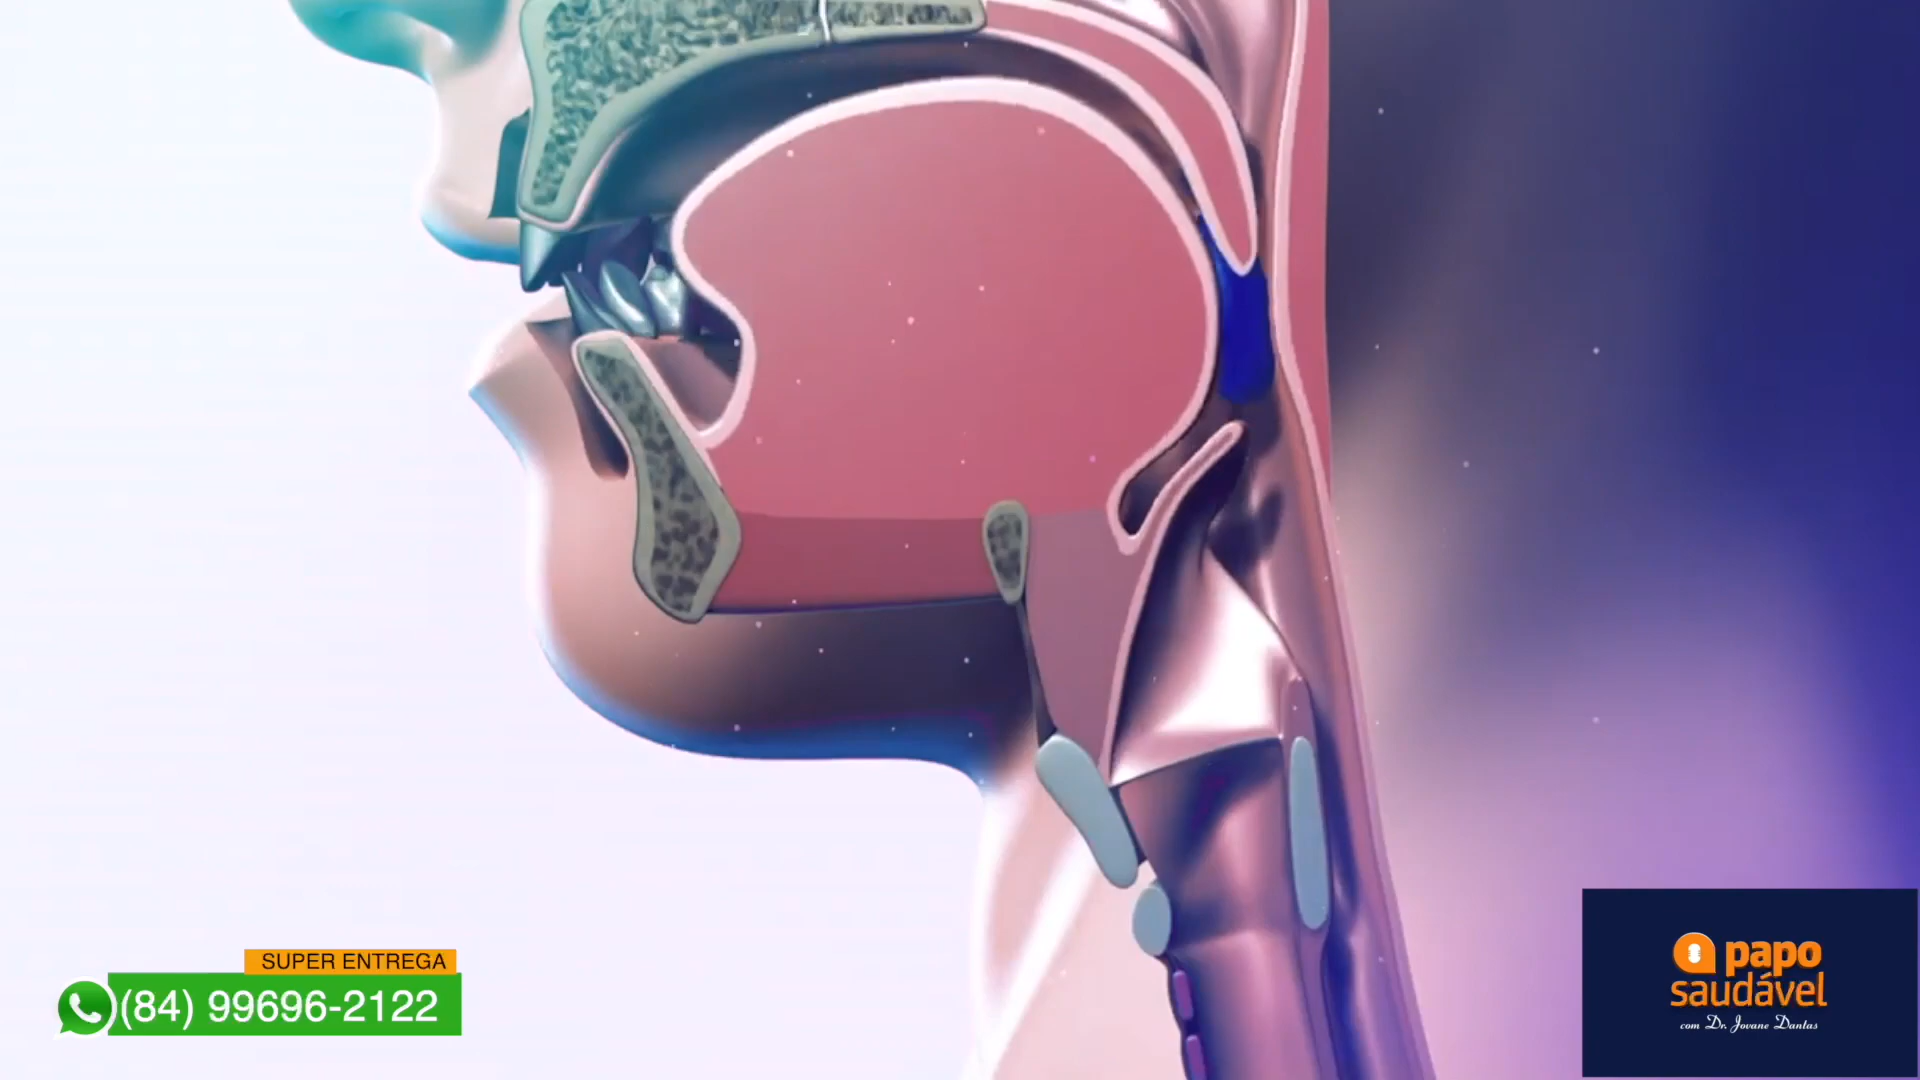 SUPER ENTREGA
(84) 99696-2122
papo
saudável
com Dr. Jovane Dantas